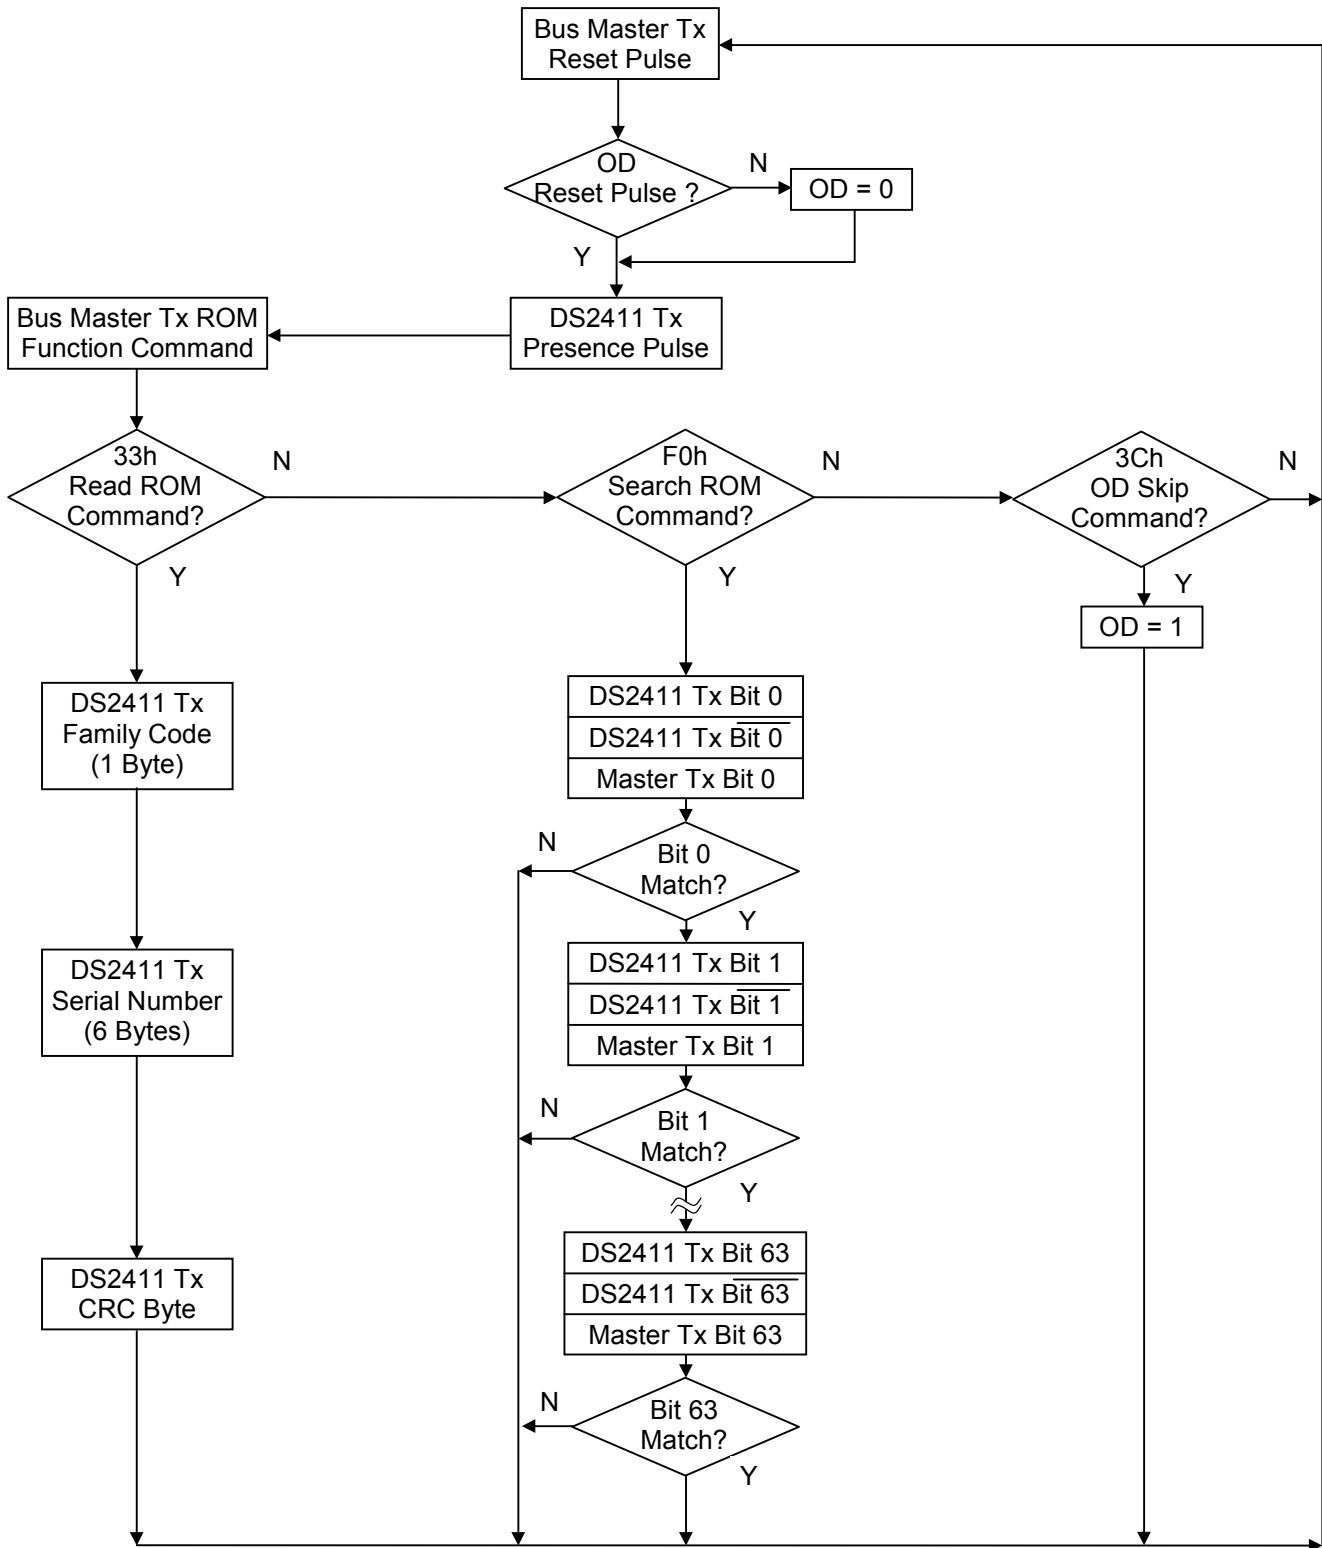 Bus Master Tx
Reset Pulse
OD
Reset Pulse ?
N
OD = 0
Y
Bus Master Tx ROM
Function Command
DS2411 Tx
Presence Pulse
33h
Read ROM
Command?
N
Y
F0h
Search ROM
Command?
N
Y
3Ch
OD Skip
Command?
N
Y
OD = 1
DS2411 Tx
Family Code
(1 Byte)
DS2411 Tx
Serial Number
(6 Bytes)
DS2411 Tx
CRC Byte
DS2411 Tx Bit 0
DS2411 Tx B̅i̅t̅ ̅0̅
Master Tx Bit 0
Bit 0
Match?
N
Y
DS2411 Tx Bit 1
DS2411 Tx B̅i̅t̅ ̅1̅
Master Tx Bit 1
Bit 1
Match?
N
Y
DS2411 Tx Bit 63
DS2411 Tx B̅i̅t̅ ̅6̅3̅
Master Tx Bit 63
Bit 63
Match?
N
Y